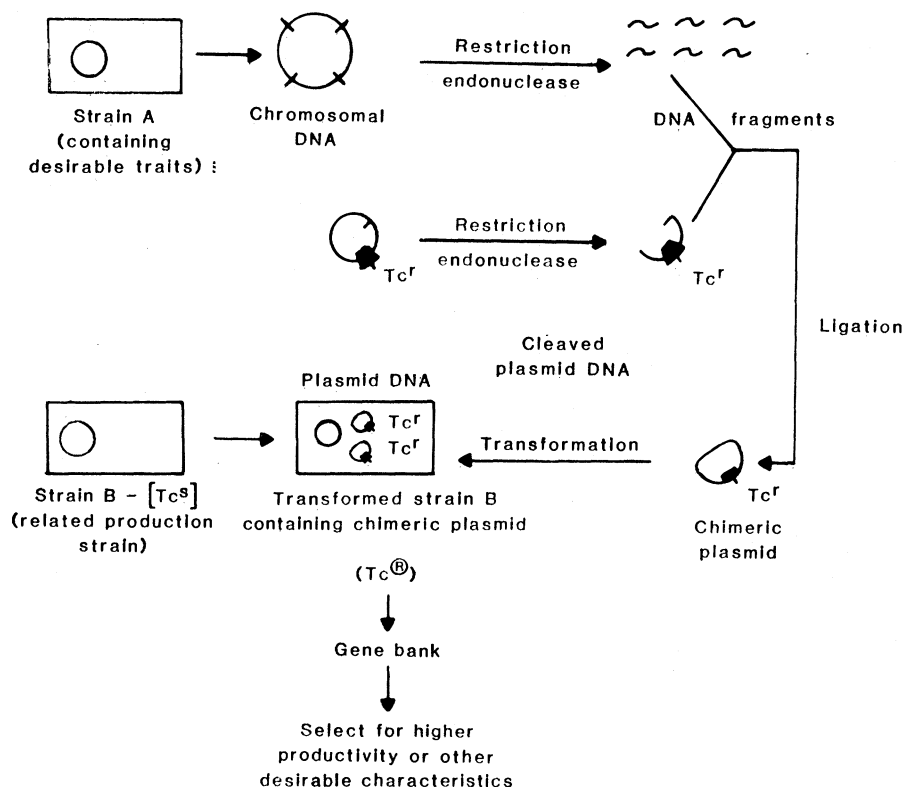 Restriction
endonuclease
Strain A
(containing
desirable traits) :
Chromosomal
DNA
DNA fragments
Restriction
endonuclease
Tcr
Tcr
Ligation
Cleaved
plasmid DNA
Plasmid DNA
Tcr
Tcr
Transformation
Tcr
Strain B - [Tcs]
(related production
strain)
Transformed strain B
containing chimeric plasmid
Chimeric
plasmid
(Tc®)
Gene bank
Select for higher
productivity or other
desirable characteristics